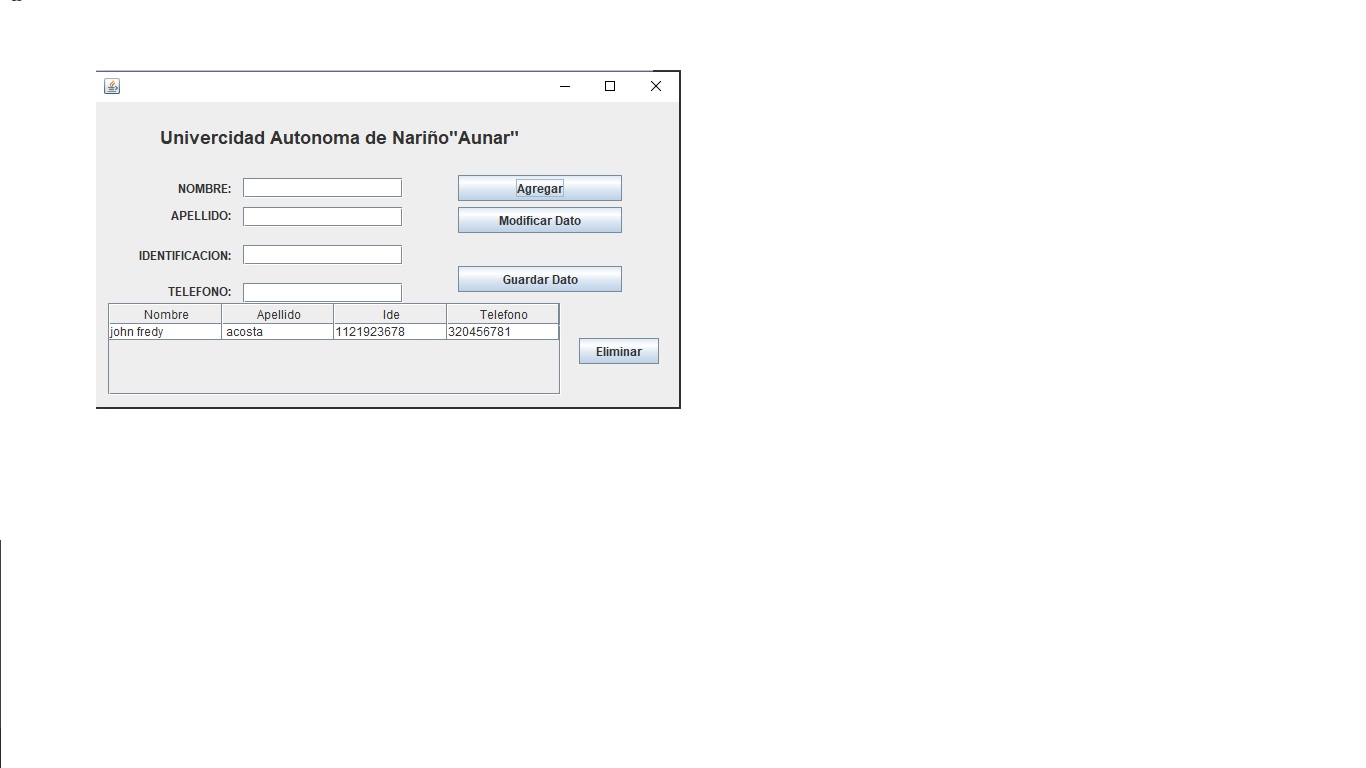 Univercidad Autonoma de Nariño"Aunar"
NOMBRE:
Agregar
APELLIDO:
Modificar Dato
IDENTIFICACION:
Guardar Dato
TELEFONO:
Nombre Apellido Ide Telefono
john fredy acosta 1121923678 320456781
Eliminar